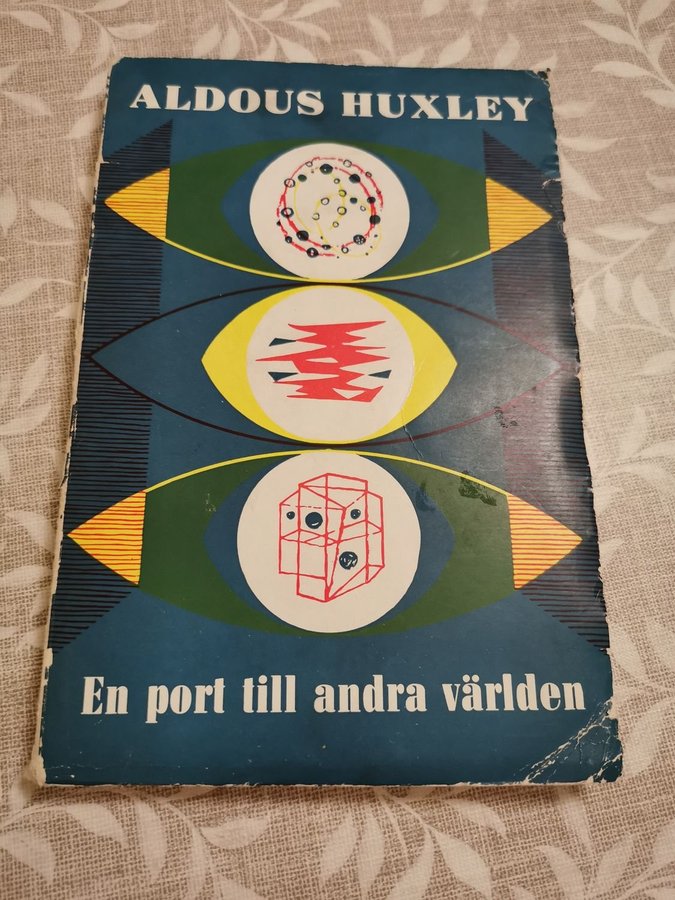 ALDOUS HUXLEY
En port till andra världen